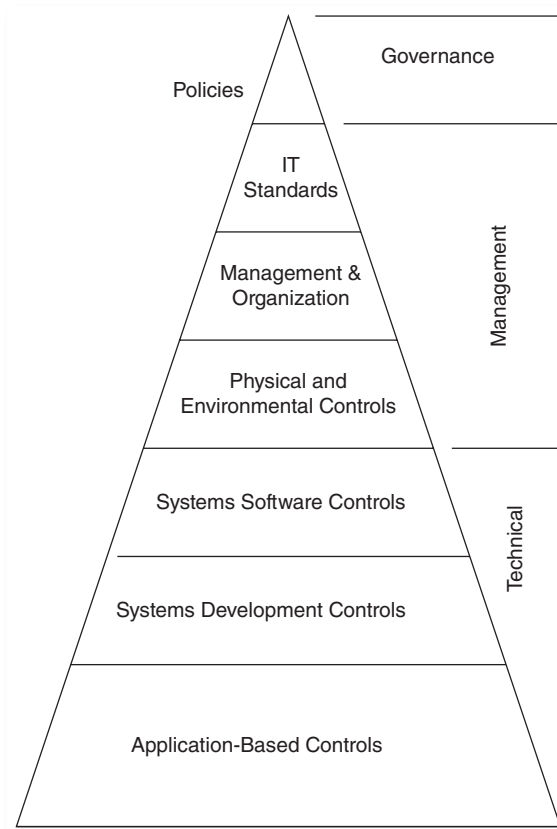 Governance
Policies
IT
Standards
Management &
Organization
Management
Physical and
Environmental Controls
Systems Software Controls
Technical
Systems Development Controls
Application-Based Controls